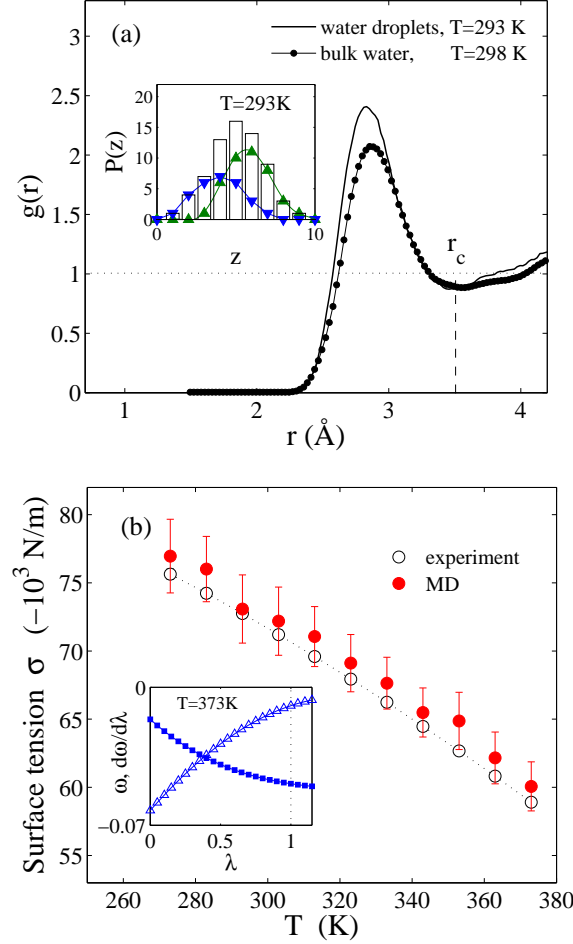 (a)
water droplets, T=293 K
bulk water, T=298 K
3
2.5
2
1.5
1
0.5
0
g(r)
20
15
10
5
0
P(z)
T=293K
0
10
z
r_c
1
2
3
4
r (Å)
(b)
experiment
MD
80
75
70
65
60
55
Surface tension σ (−10³ N/m)
0
−0.07
ω, dω/dλ
T=373K
0
0.5
1
λ
260
280
300
320
340
360
380
T (K)